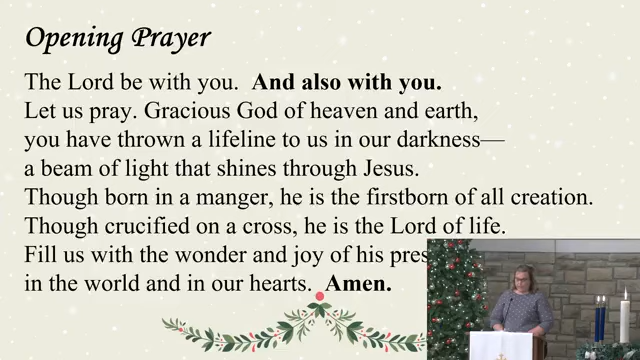 Opening Prayer
The Lord be with you. And also with you.
Let us pray. Gracious God of heaven and earth,
you have thrown a lifeline to us in our darkness—
a beam of light that shines through Jesus.
Though born in a manger, he is the firstborn of all creation.
Though crucified on a cross, he is the Lord of life.
Fill us with the wonder and joy of his
in the world and in our hearts. Amen.